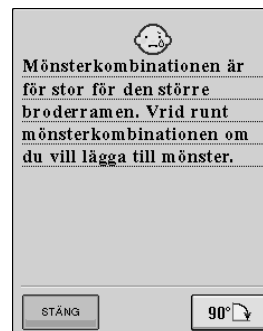 Mönsterkombinationen är
för stor för den större
broderramen. Vrid runt
mönsterkombinationen om
du vill lägga till mönster.
STÄNG
90°